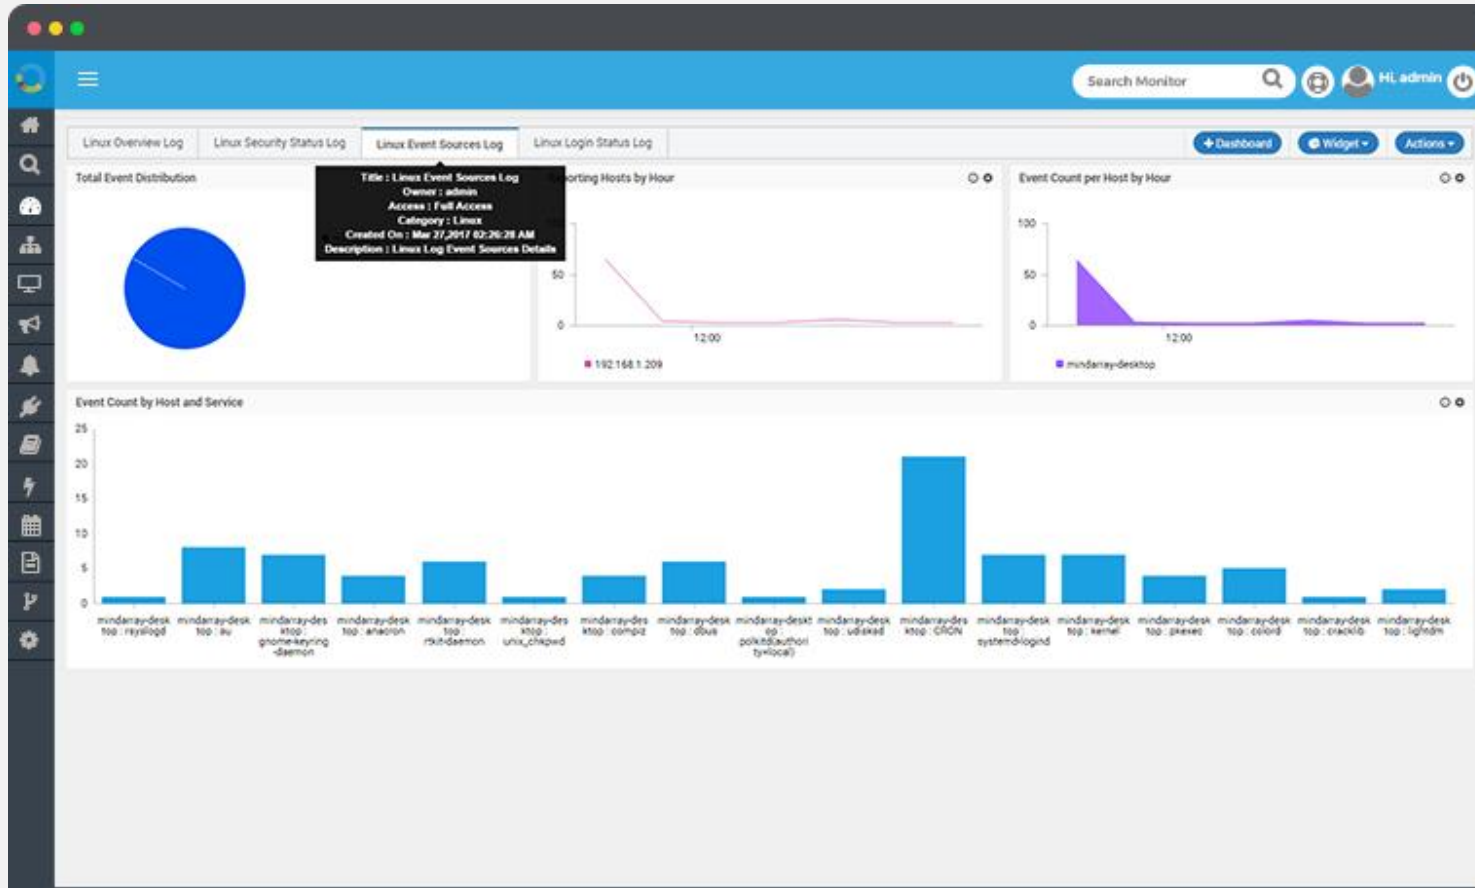 Search Monitor
Hi, admin
Linux Overview Log
Linux Security Status Log
Linux Event Sources Log
Linux Login Status Log
+ Dashboard
Widget
Actions
Total Event Distribution
Title : Linux Event Sources Log
Owner : admin
Access : Full Access
Category : Linux
Created On : Mar 27,2017 02:26:28 AM
Description : Linux Log Event Sources Details
orting Hosts by Hour
50
0
12:00
192.168.1.209
Event Count per Host by Hour
100
50
0
12:00
mindarray-desktop
Event Count by Host and Service
25
20
15
10
5
0
mindarray-desk
top : rsyslogd
mindarray-desk
top : au
mindarray-des
ktop :
gnome-keyring
-daemon
mindarray-desk
top : anacron
mindarray-desk
top :
rtkit-daemon
mindarray-des
ktop :
unix_chkpwd
mindarray-des
ktop : compiz
mindarray-desk
top : dbus
mindarray-deskt
op :
polkitd(authori
ty=local)
mindarray-desk
top : udisksd
mindarray-des
ktop : CRON
mindarray-desk
top :
systemd-logind
mindarray-desk
top : kernel
mindarray-desk
top : pkexec
mindarray-desk
top : colord
mindarray-desk
top : cracklib
mindarray-desk
top : lightdm